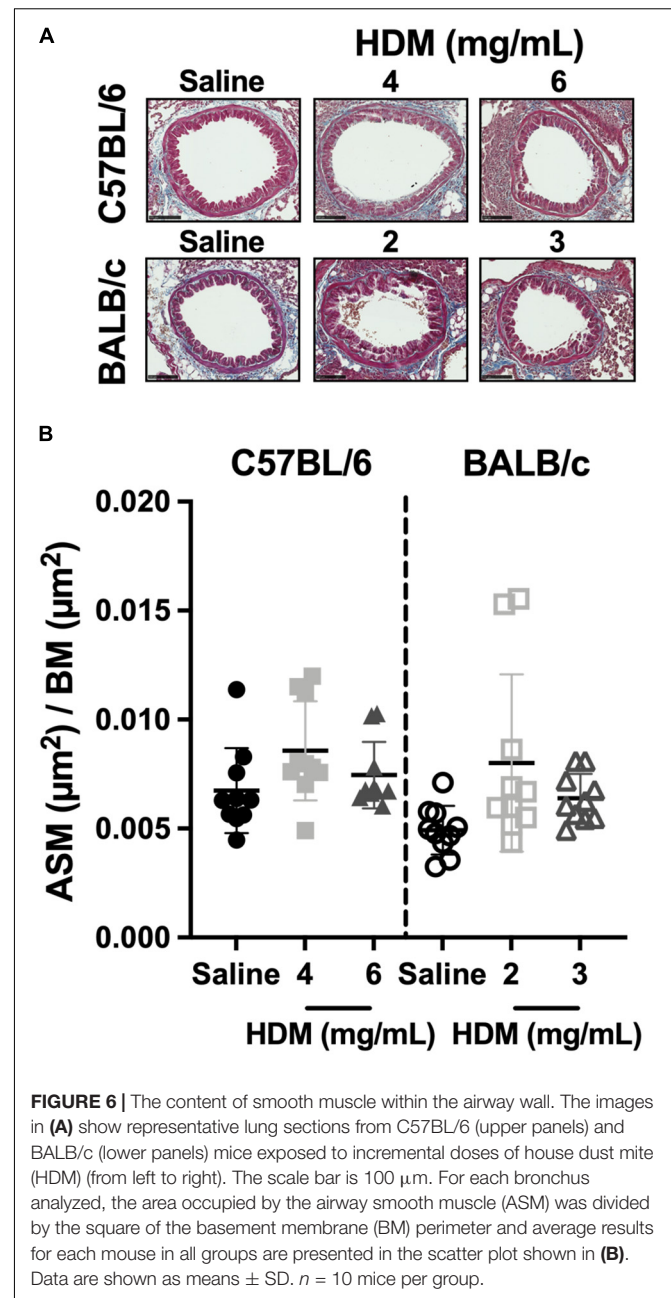 A
HDM (mg/mL)
Saline 4 6
C57BL/6
Saline 2 3
BALB/c
B
C57BL/6 BALB/c
0.020
0.015
0.010
0.005
0.000
ASM (µm²) / BM (µm²)
Saline 4 6 Saline 2 3
HDM (mg/mL) HDM (mg/mL)
FIGURE 6 | The content of smooth muscle within the airway wall. The images
in (A) show representative lung sections from C57BL/6 (upper panels) and
BALB/c (lower panels) mice exposed to incremental doses of house dust mite
(HDM) (from left to right). The scale bar is 100 µm. For each bronchus
analyzed, the area occupied by the airway smooth muscle (ASM) was divided
by the square of the basement membrane (BM) perimeter and average results
for each mouse in all groups are presented in the scatter plot shown in (B).
Data are shown as means ± SD. n = 10 mice per group.